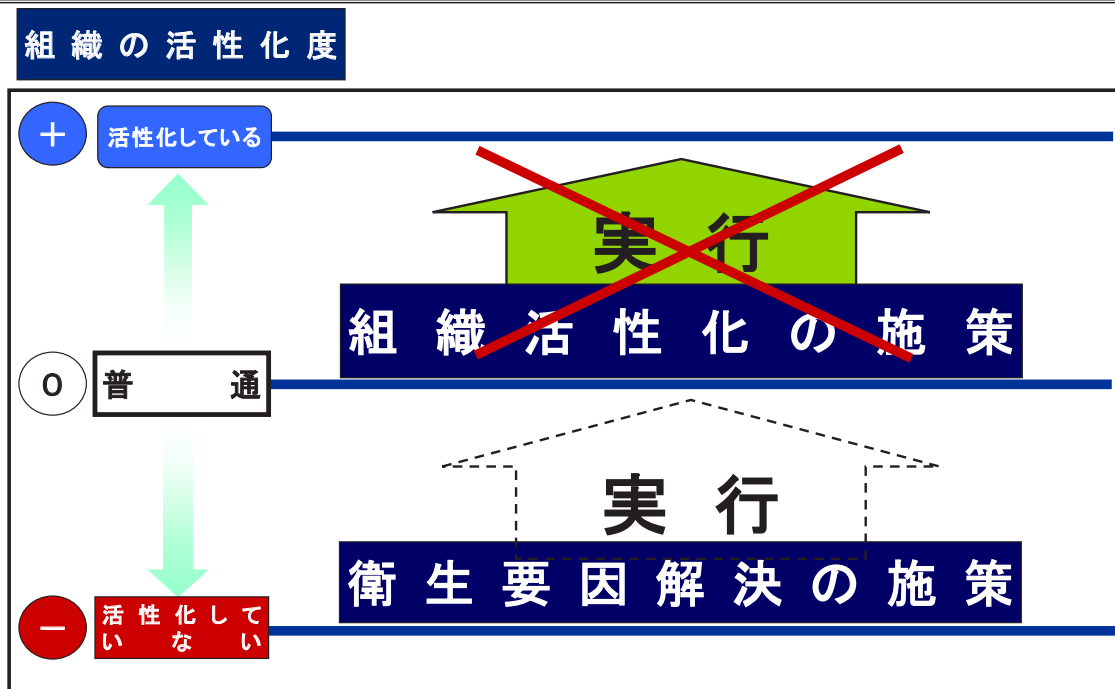 組織の活性化度
＋
活性化している
実行
組織活性化の施策
０
普通
実行
衛生要因解決の施策
－
活性化して
いない